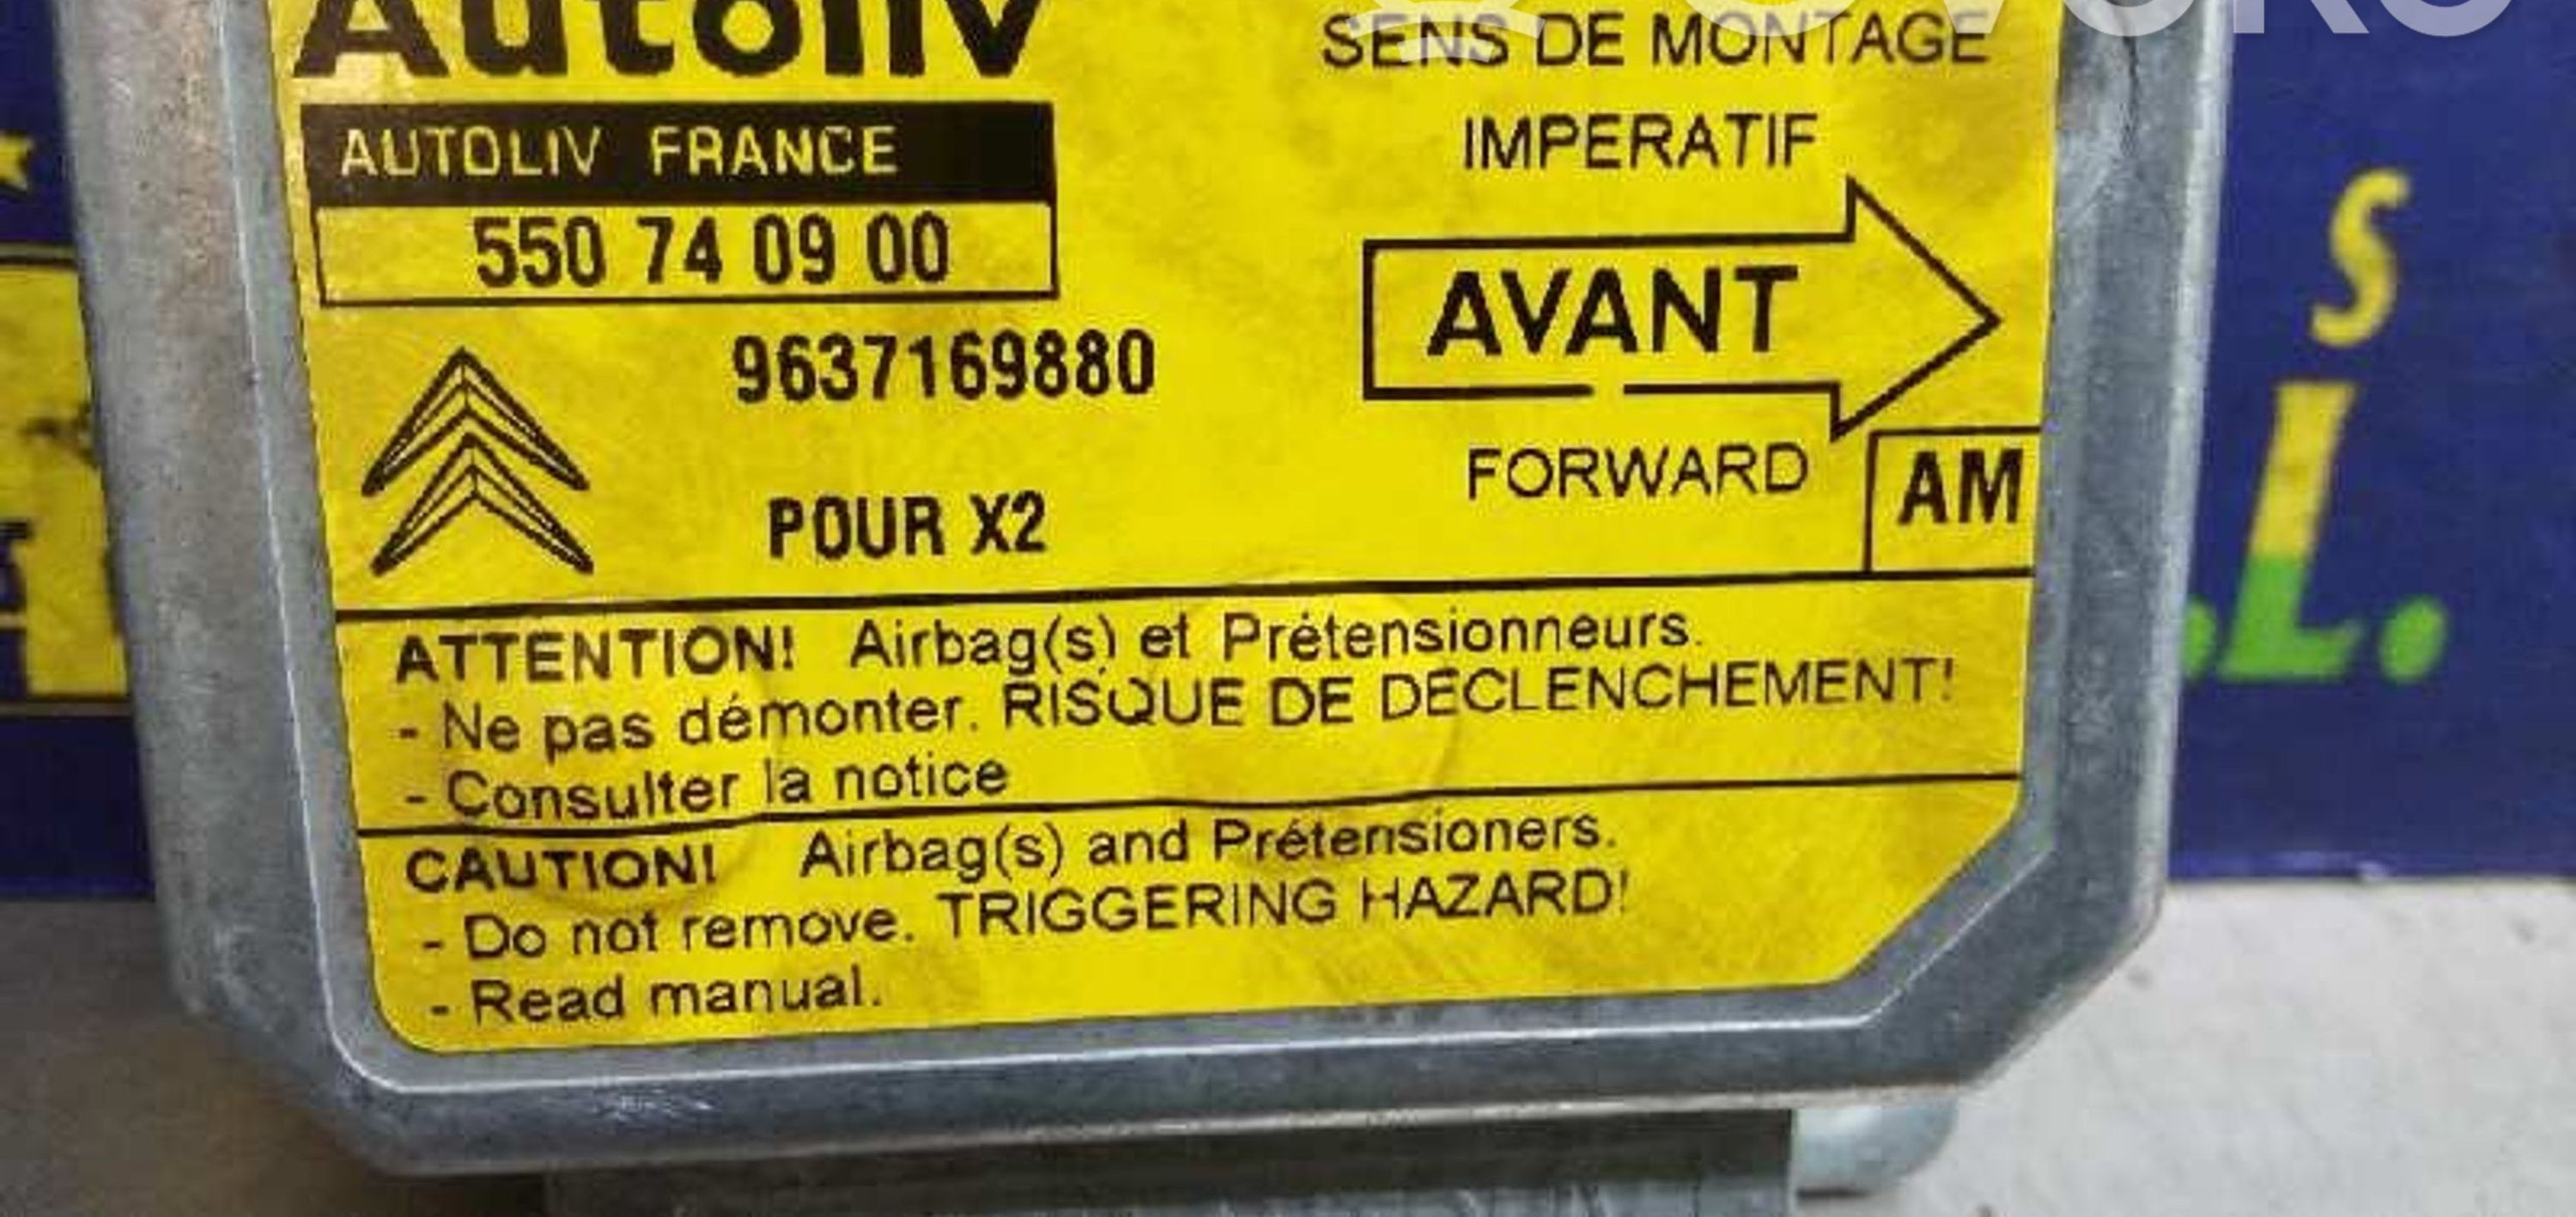 Autoliv
AUTOLIV FRANCE
550 74 09 00
9637169880
POUR X2
SENS DE MONTAGE
IMPERATIF
AVANT
FORWARD
AM
ATTENTION! Airbag(s) et Prétensionneurs.
- Ne pas démonter. RISQUE DE DECLENCHEMENT!
- Consulter la notice
CAUTION! Airbag(s) and Prétensioners.
- Do not remove. TRIGGERING HAZARD!
- Read manual.
S
L.